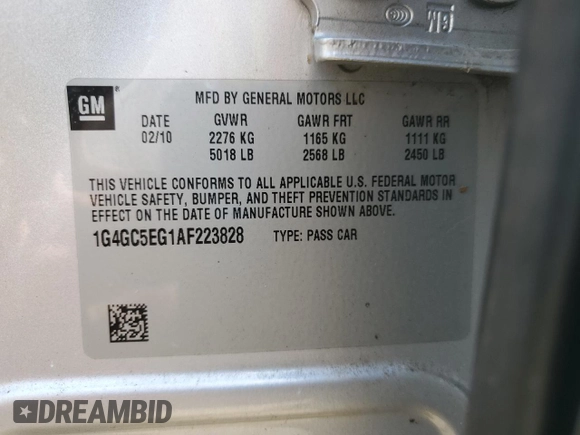 GM
MFD BY GENERAL MOTORS LLC
DATE GVWR GAWR FRT GAWR RR
02/10 2276 KG 1165 KG 1111 KG
5018 LB 2568 LB 2450 LB
THIS VEHICLE CONFORMS TO ALL APPLICABLE U.S. FEDERAL MOTOR
VEHICLE SAFETY, BUMPER, AND THEFT PREVENTION STANDARDS IN
EFFECT ON THE DATE OF MANUFACTURE SHOWN ABOVE.
1G4GC5EG1AF223828 TYPE: PASS CAR
DREAMBID